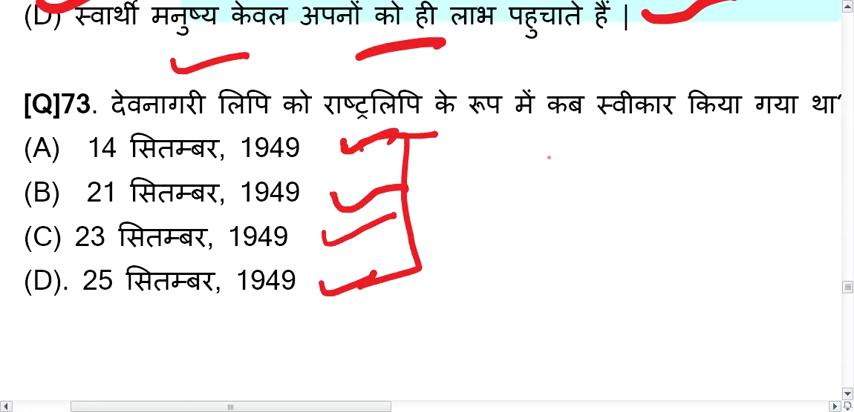 (D) स्वार्थी मनुष्य केवल अपनों को ही लाभ पहुचाते हैं |
[Q]73. देवनागरी लिपि को राष्ट्रलिपि के रूप में कब स्वीकार किया गया था
(A) 14 सितम्बर, 1949
(B) 21 सितम्बर, 1949
(C) 23 सितम्बर, 1949
(D). 25 सितम्बर, 1949